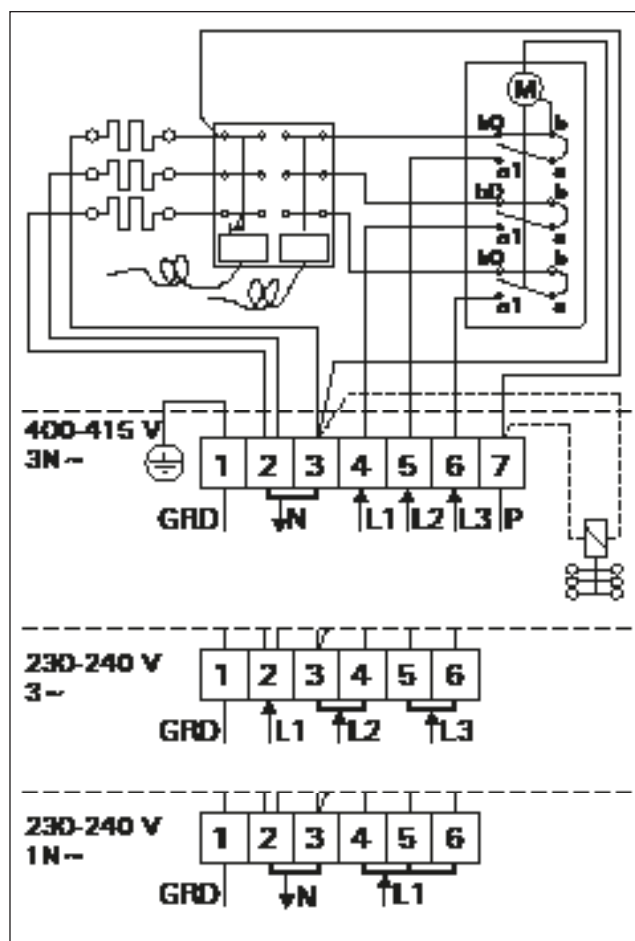 M
b0 b
a1 a
b0 b
a1 a
b0 b
a1 a
400-415 V
3N~
1 2 3 4 5 6 7
GRD N L1 L2 L3 P
230-240 V
3~
1 2 3 4 5 6
GRD L1 L2 L3
230-240 V
1N~
1 2 3 4 5 6
GRD N L1